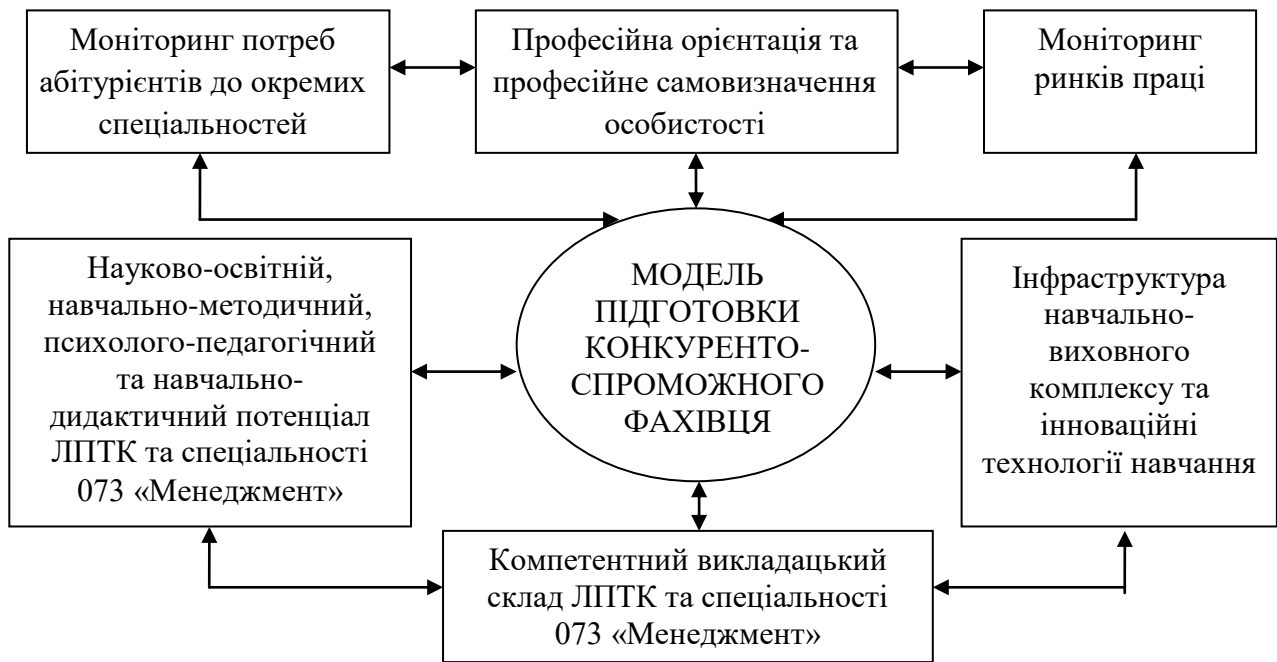 Моніторинг потреб
абітурієнтів до окремих
спеціальностей
Професійна орієнтація та
професійне самовизначення
особистості
Моніторинг
ринків праці
Науково-освітній,
навчально-методичний,
психолого-педагогічний
та навчально-
дидактичний потенціал
ЛПТК та спеціальності
073 «Менеджмент»
МОДЕЛЬ
ПІДГОТОВКИ
КОНКУРЕНТО-
СПРОМОЖНОГО
ФАХІВЦЯ
Інфраструктура
навчально-
виховного
комплексу та
інноваційні
технології навчання
Компетентний викладацький
склад ЛПТК та спеціальності
073 «Менеджмент»